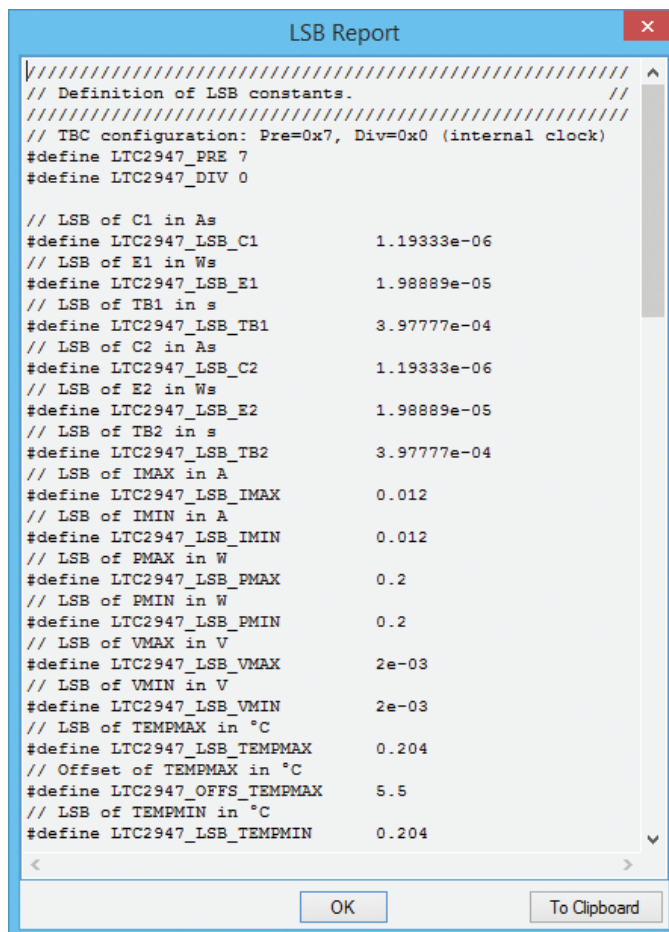 LSB Report
//////////////////////////////////////////////////////////
// Definition of LSB constants.                         //
//////////////////////////////////////////////////////////
// TBC configuration: Pre=0x7, Div=0x0 (internal clock)
#define LTC2947_PRE 7
#define LTC2947_DIV 0

// LSB of C1 in As
#define LTC2947_LSB_C1         1.19333e-06
// LSB of E1 in Ws
#define LTC2947_LSB_E1         1.98889e-05
// LSB of TB1 in s
#define LTC2947_LSB_TB1        3.97777e-04
// LSB of C2 in As
#define LTC2947_LSB_C2         1.19333e-06
// LSB of E2 in Ws
#define LTC2947_LSB_E2         1.98889e-05
// LSB of TB2 in s
#define LTC2947_LSB_TB2        3.97777e-04
// LSB of IMAX in A
#define LTC2947_LSB_IMAX       0.012
// LSB of IMIN in A
#define LTC2947_LSB_IMIN       0.012
// LSB of PMAX in W
#define LTC2947_LSB_PMAX       0.2
// LSB of PMIN in W
#define LTC2947_LSB_PMIN       0.2
// LSB of VMAX in V
#define LTC2947_LSB_VMAX       2e-03
// LSB of VMIN in V
#define LTC2947_LSB_VMIN       2e-03
// LSB of TEMPMAX in °C
#define LTC2947_LSB_TEMPMAX    0.204
// Offset of TEMPMAX in °C
#define LTC2947_OFFS_TEMPMAX   5.5
// LSB of TEMPMIN in °C
#define LTC2947_LSB_TEMPMIN    0.204
OK
To Clipboard